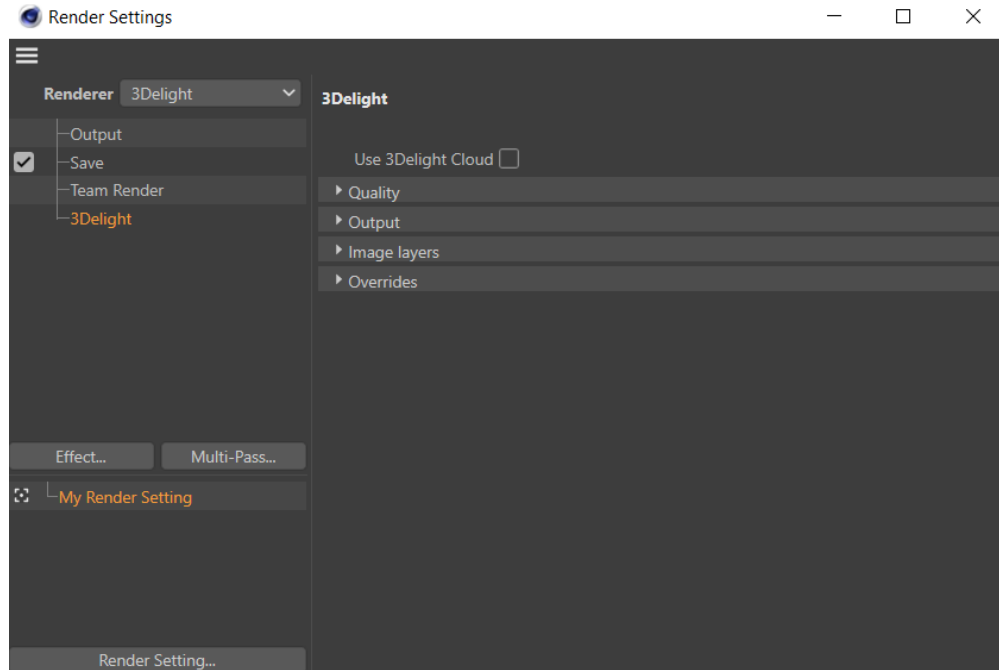 Render Settings
Renderer 3Delight
Output
Save
Team Render
3Delight
Effect... Multi-Pass...
My Render Setting
Render Setting...
3Delight
Use 3Delight Cloud
Quality
Output
Image layers
Overrides